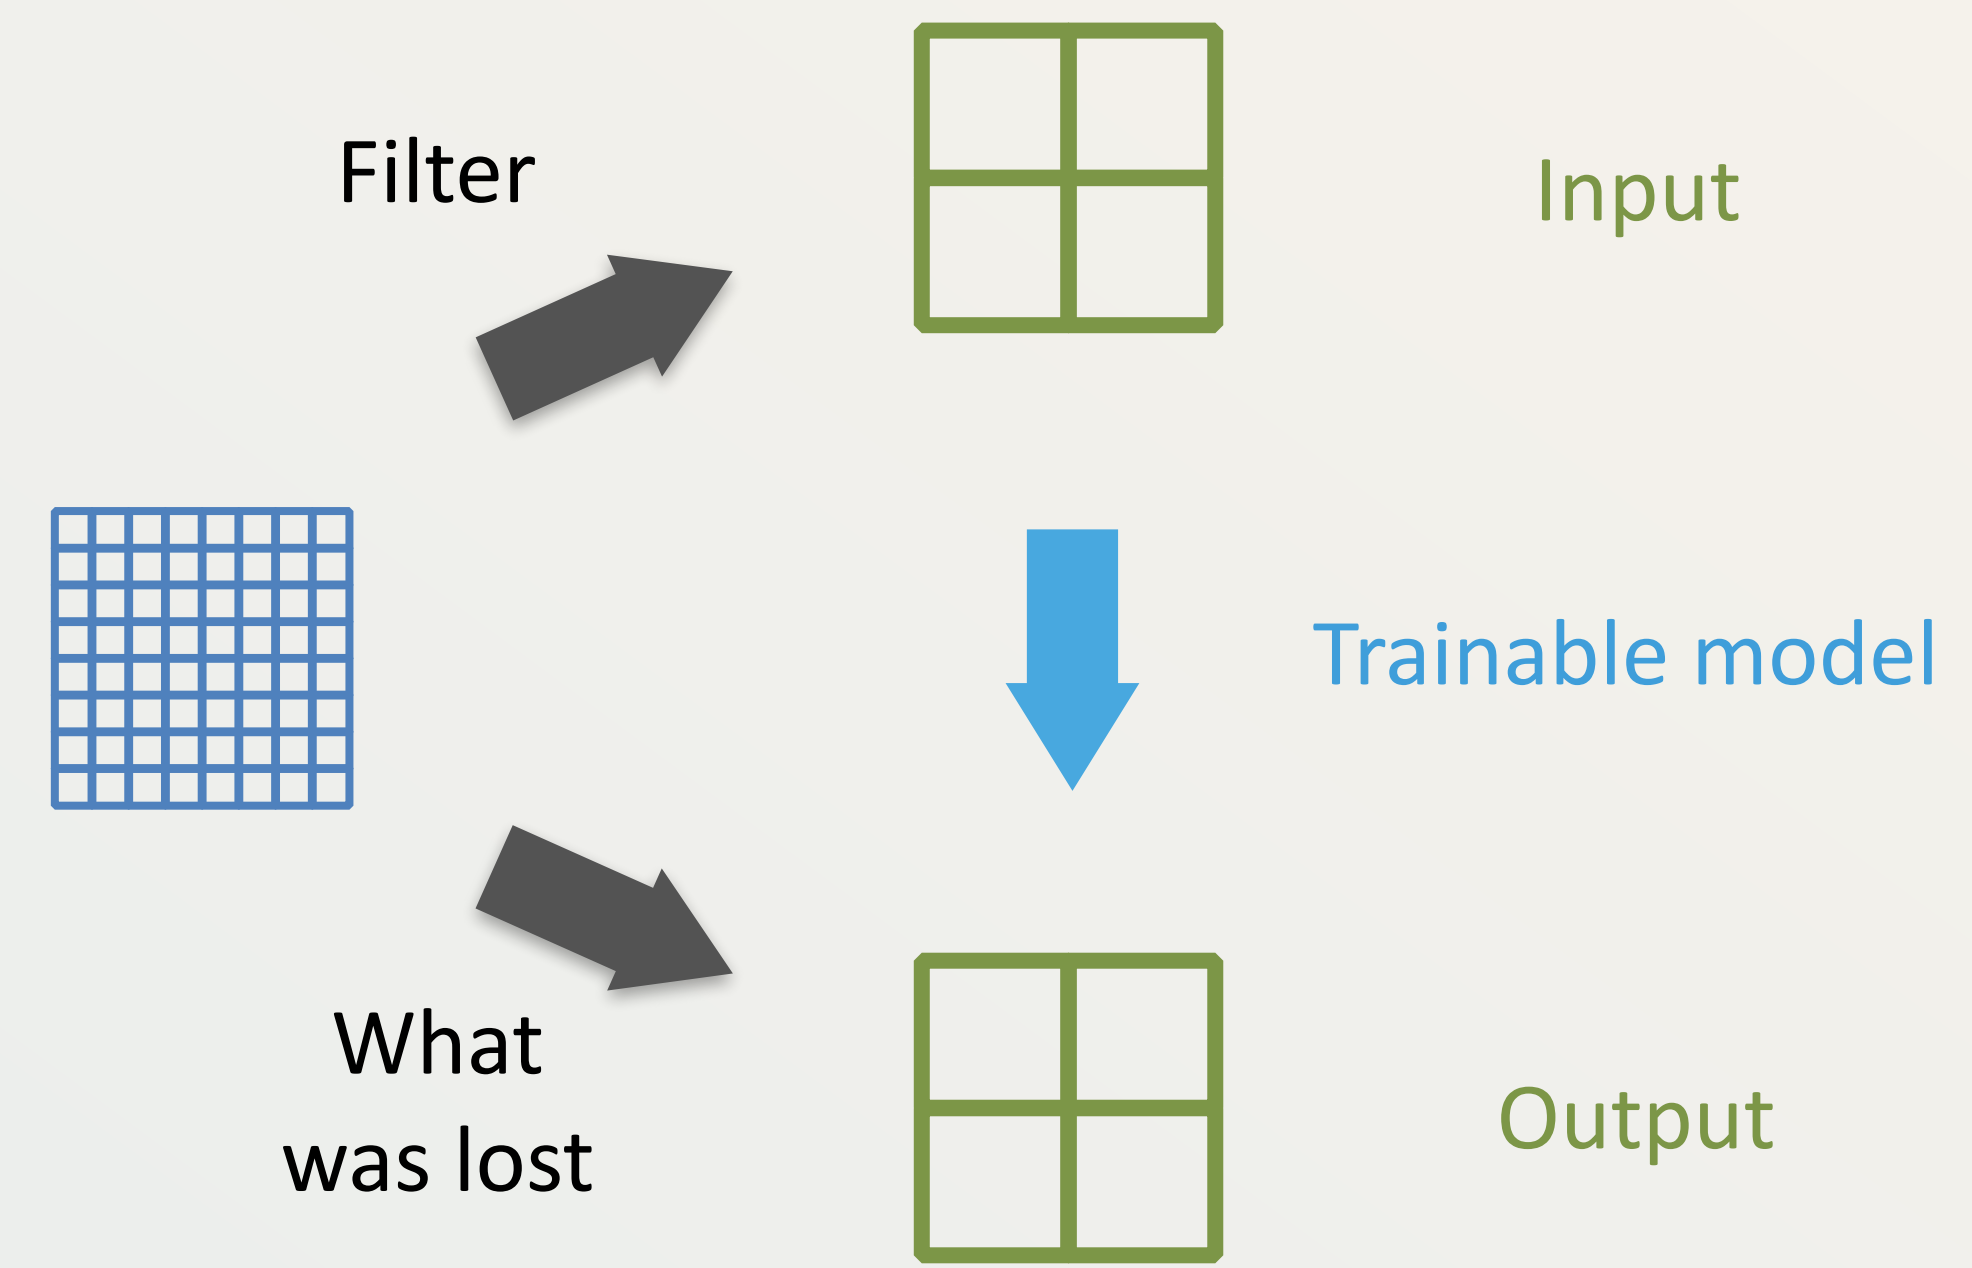 Filter
Input
Trainable model
What
was lost
Output